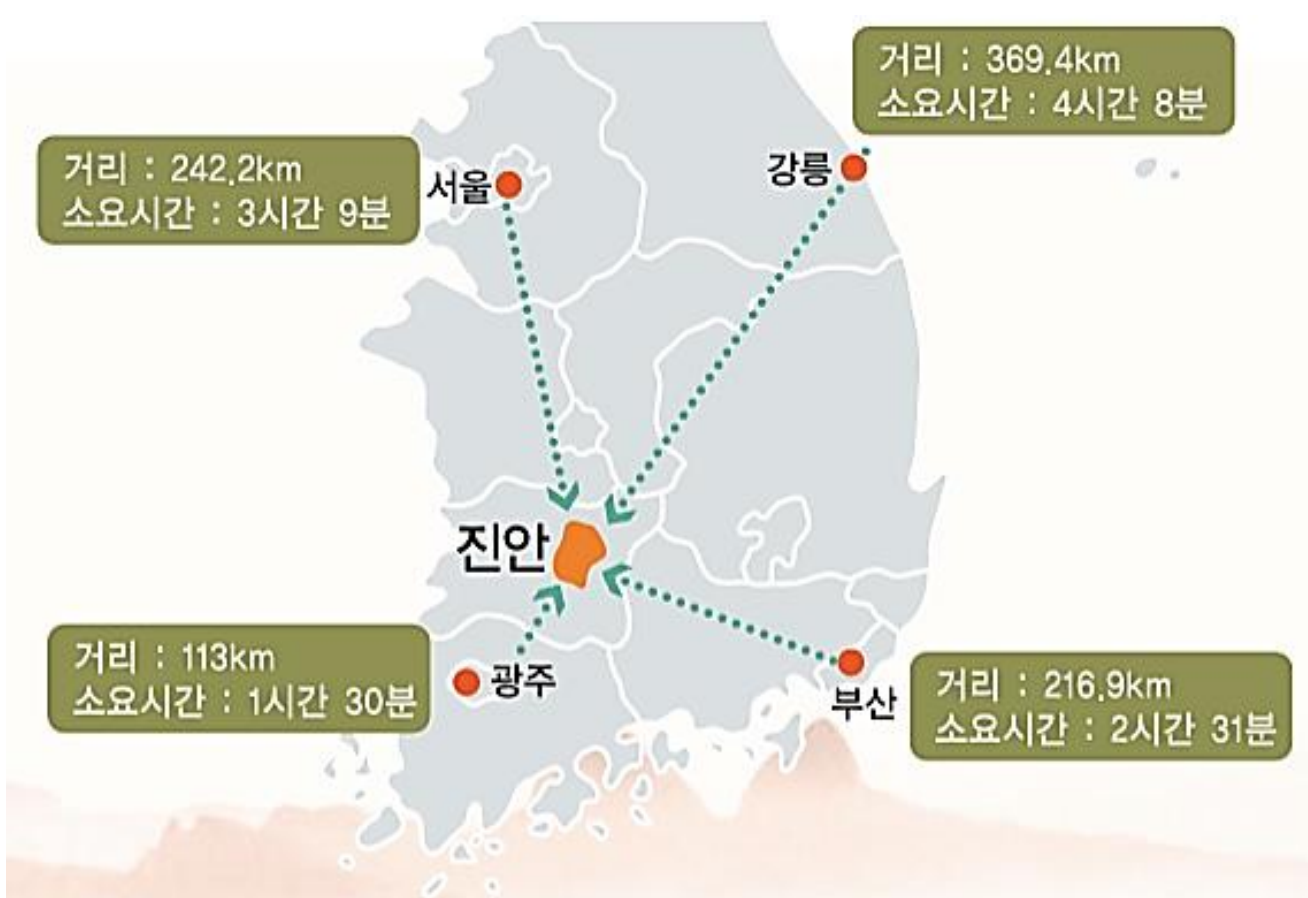 거리 : 369.4km
소요시간 : 4시간 8분
강릉
거리 : 242.2km
소요시간 : 3시간 9분
서울
진안
거리 : 113km
소요시간 : 1시간 30분
광주
부산
거리 : 216.9km
소요시간 : 2시간 31분